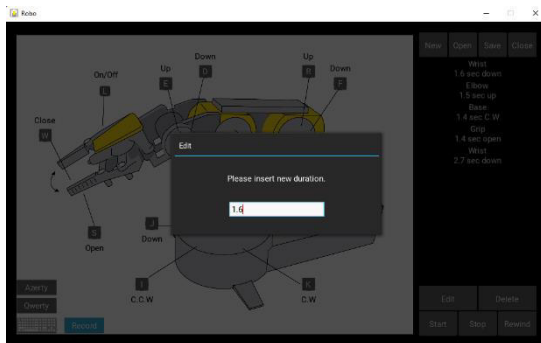 Robo
New Open Save Close
Down
Up
Up
Down
On/Off
D
R
E
F
L
Close
W
Wrist
1.6 sec down
Elbow
1.5 sec up
Base
1.4 sec C.W
Grip
1.4 sec open
Wrist
2.7 sec down
Edit
Please insert new duration.
1.6
S
Open
J
Down
I
C.C.W
K
C.W
Azerty
Qwerty
Record
Edit Delete
Start Stop Rewind